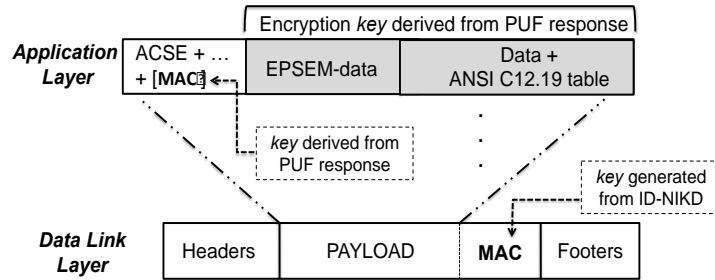 Encryption key derived from PUF response
Application
Layer
ACSE + ...
+ [MAC]
EPSEM-data
Data +
ANSI C12.19 table
key derived from
PUF response
key generated
from ID-NIKD
Data Link
Layer
Headers
PAYLOAD
MAC
Footers